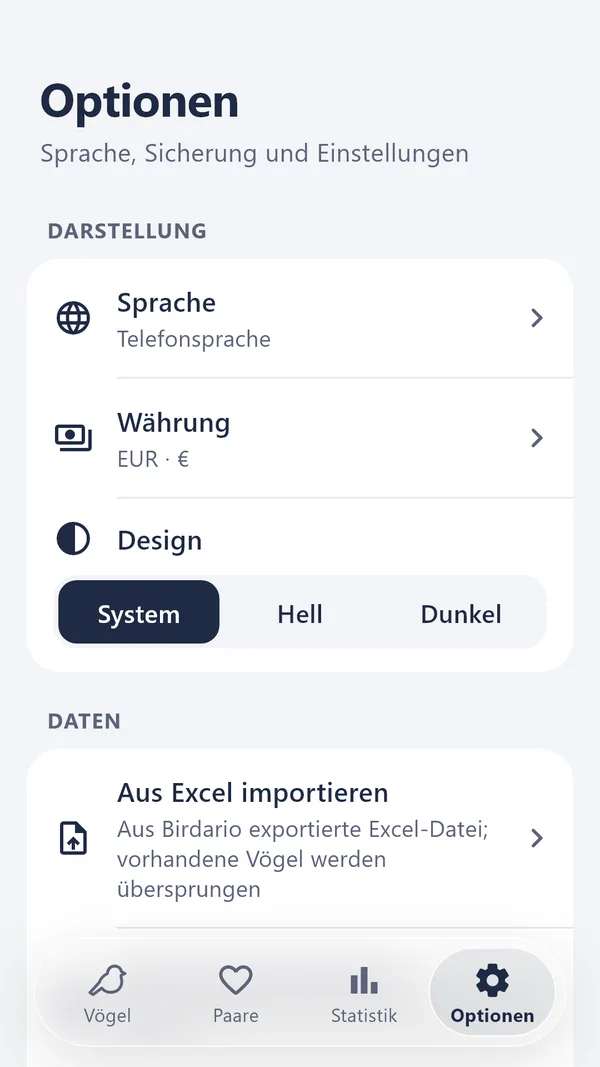 Optionen
Sprache, Sicherung und Einstellungen
DARSTELLUNG
Sprache
Telefonsprache
Währung
EUR · €
Design
System
Hell
Dunkel
DATEN
Aus Excel importieren
Aus Birdario exportierte Excel-Datei;
vorhandene Vögel werden
übersprungen
Vögel
Paare
Statistik
Optionen